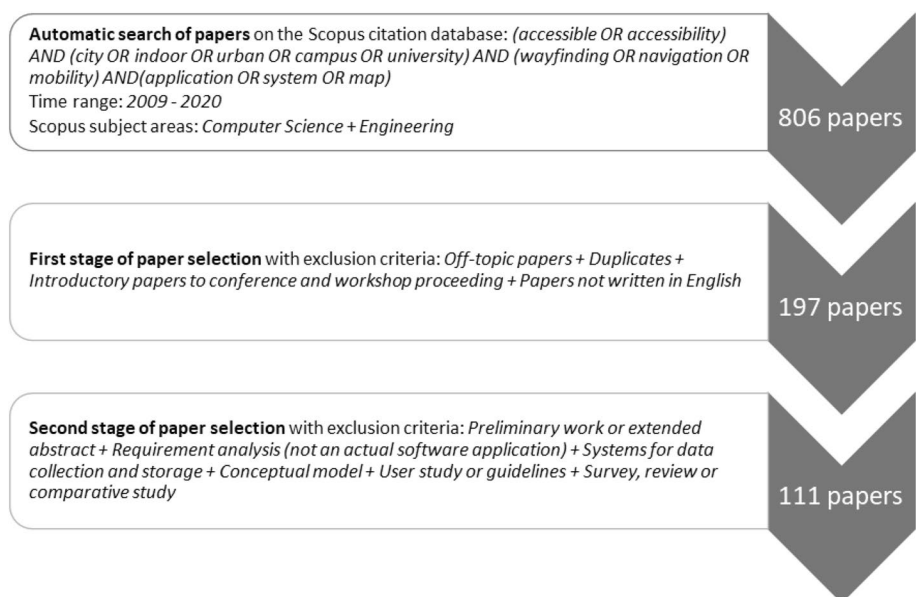 Automatic search of papers on the Scopus citation database: (accessible OR accessibility)
AND (city OR indoor OR urban OR campus OR university) AND (wayfinding OR navigation OR
mobility) AND(application OR system OR map)
Time range: 2009 - 2020
Scopus subject areas: Computer Science + Engineering
806 papers
First stage of paper selection with exclusion criteria: Off-topic papers + Duplicates +
Introductory papers to conference and workshop proceeding + Papers not written in English
197 papers
Second stage of paper selection with exclusion criteria: Preliminary work or extended
abstract + Requirement analysis (not an actual software application) + Systems for data
collection and storage + Conceptual model + User study or guidelines + Survey, review or
comparative study
111 papers